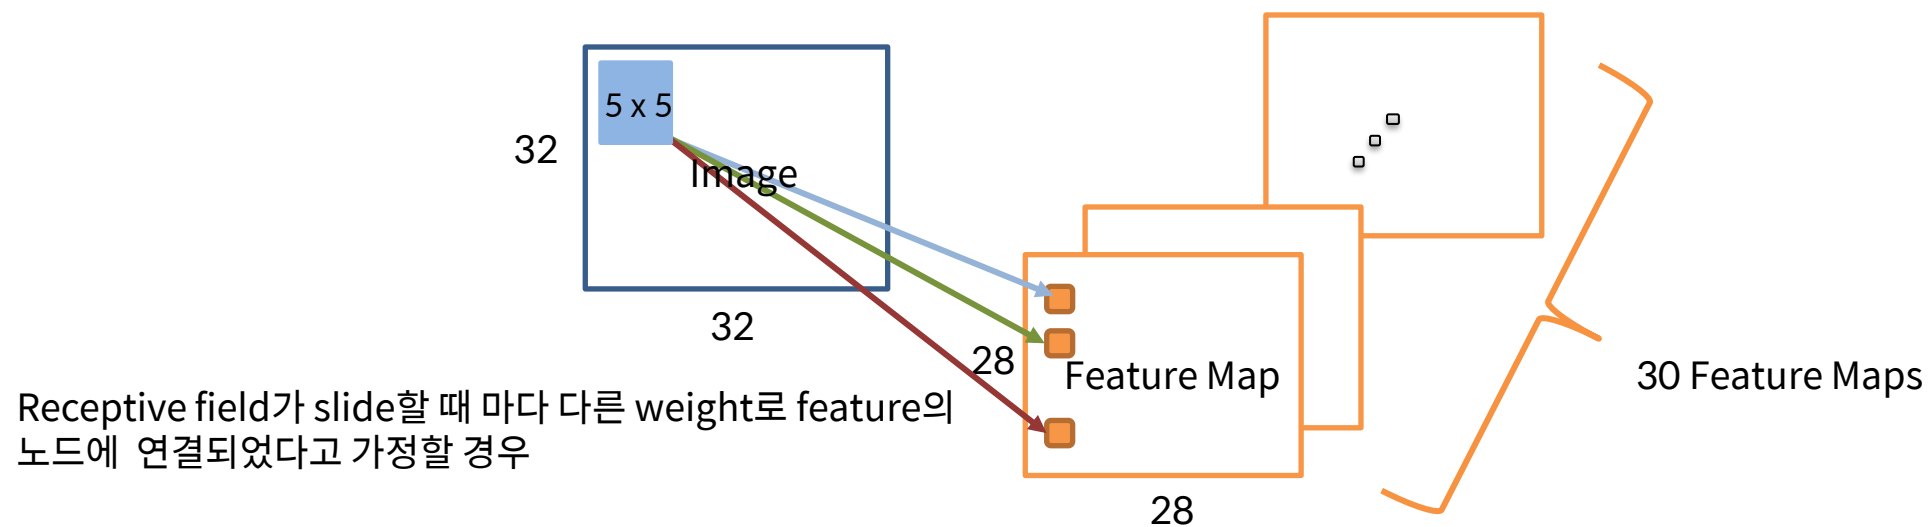 5 x 5
32
Image
32
28
Feature Map
30 Feature Maps
Receptive field가 slide할 때 마다 다른 weight로 feature의
노드에 연결되었다고 가정할 경우
28